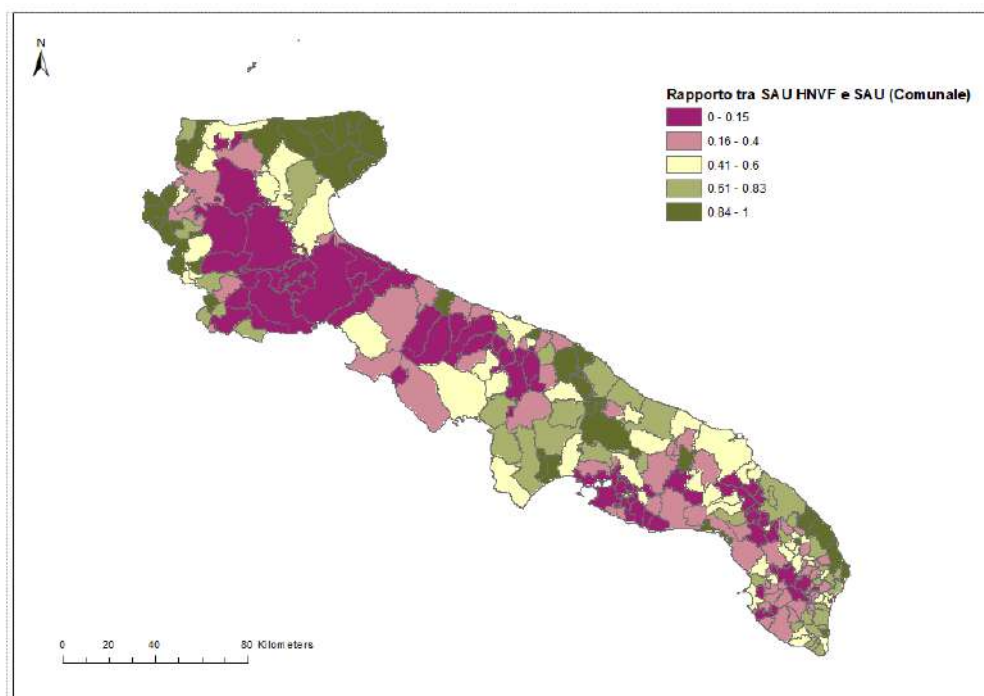 N
Rapporto tra SAU HNVF e SAU (Comunale)
0 - 0.15
0.16 - 0.4
0.41 - 0.6
0.61 - 0.83
0.84 - 1
0 20 40 80 Kilometers